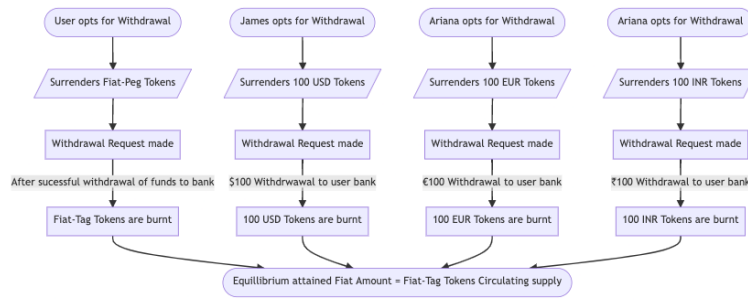 User opts for Withdrawal
James opts for Withdrawal
Ariana opts for Withdrawal
Ariana opts for Withdrawal
Surrenders Fiat-Peg Tokens
Surrenders 100 USD Tokens
Surrenders 100 EUR Tokens
Surrenders 100 INR Tokens
Withdrawal Request made
Withdrawal Request made
Withdrawal Request made
Withdrawal Request made
After sucessful withdrawal of funds to bank
$100 Withdrwawal to user bank
€100 Withdrawal to user bank
₹100 Withdrawal to user bank
Fiat-Tag Tokens are burnt
100 USD Tokens are burnt
100 EUR Tokens are burnt
100 INR Tokens are burnt
Equillibrium attained Fiat Amount = Fiat-Tag Tokens Circulating supply